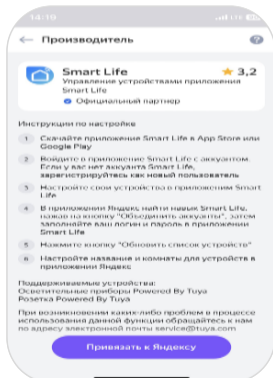 14:19
LTE
Производитель
Smart Life
3,2
Управление устройствами приложения
Smart Life
Официальный партнер
Инструкции по настройке
1 Скачайте приложение Smart Life в App Store или
Google Play
2 Войдите в приложение Smart Life с аккаунтом.
Если у вас нет аккаунта Smart Life,
зарегистрируйтесь как новый пользователь
3 Настройте свои устройства в приложении Smart
Life
4 В приложении Яндекс найти навык Smart Life,
нажав на кнопку "Объединить аккаунты", затем
заполняйте ваш логин и пароль в приложении
Smart Life
5 Нажмите кнопку "Обновить список устройств"
6 Настройте название и комнаты для устройств в
приложении Яндекс
Поддерживаемые устройства:
Осветительные приборы Powered By Tuya
Розетка Powered By Tuya
При возникновении каких-либо проблем в процессе
использования данной функции обращайтесь к нам
по адресу электронной почты service@tuya.com
Привязать к Яндексу